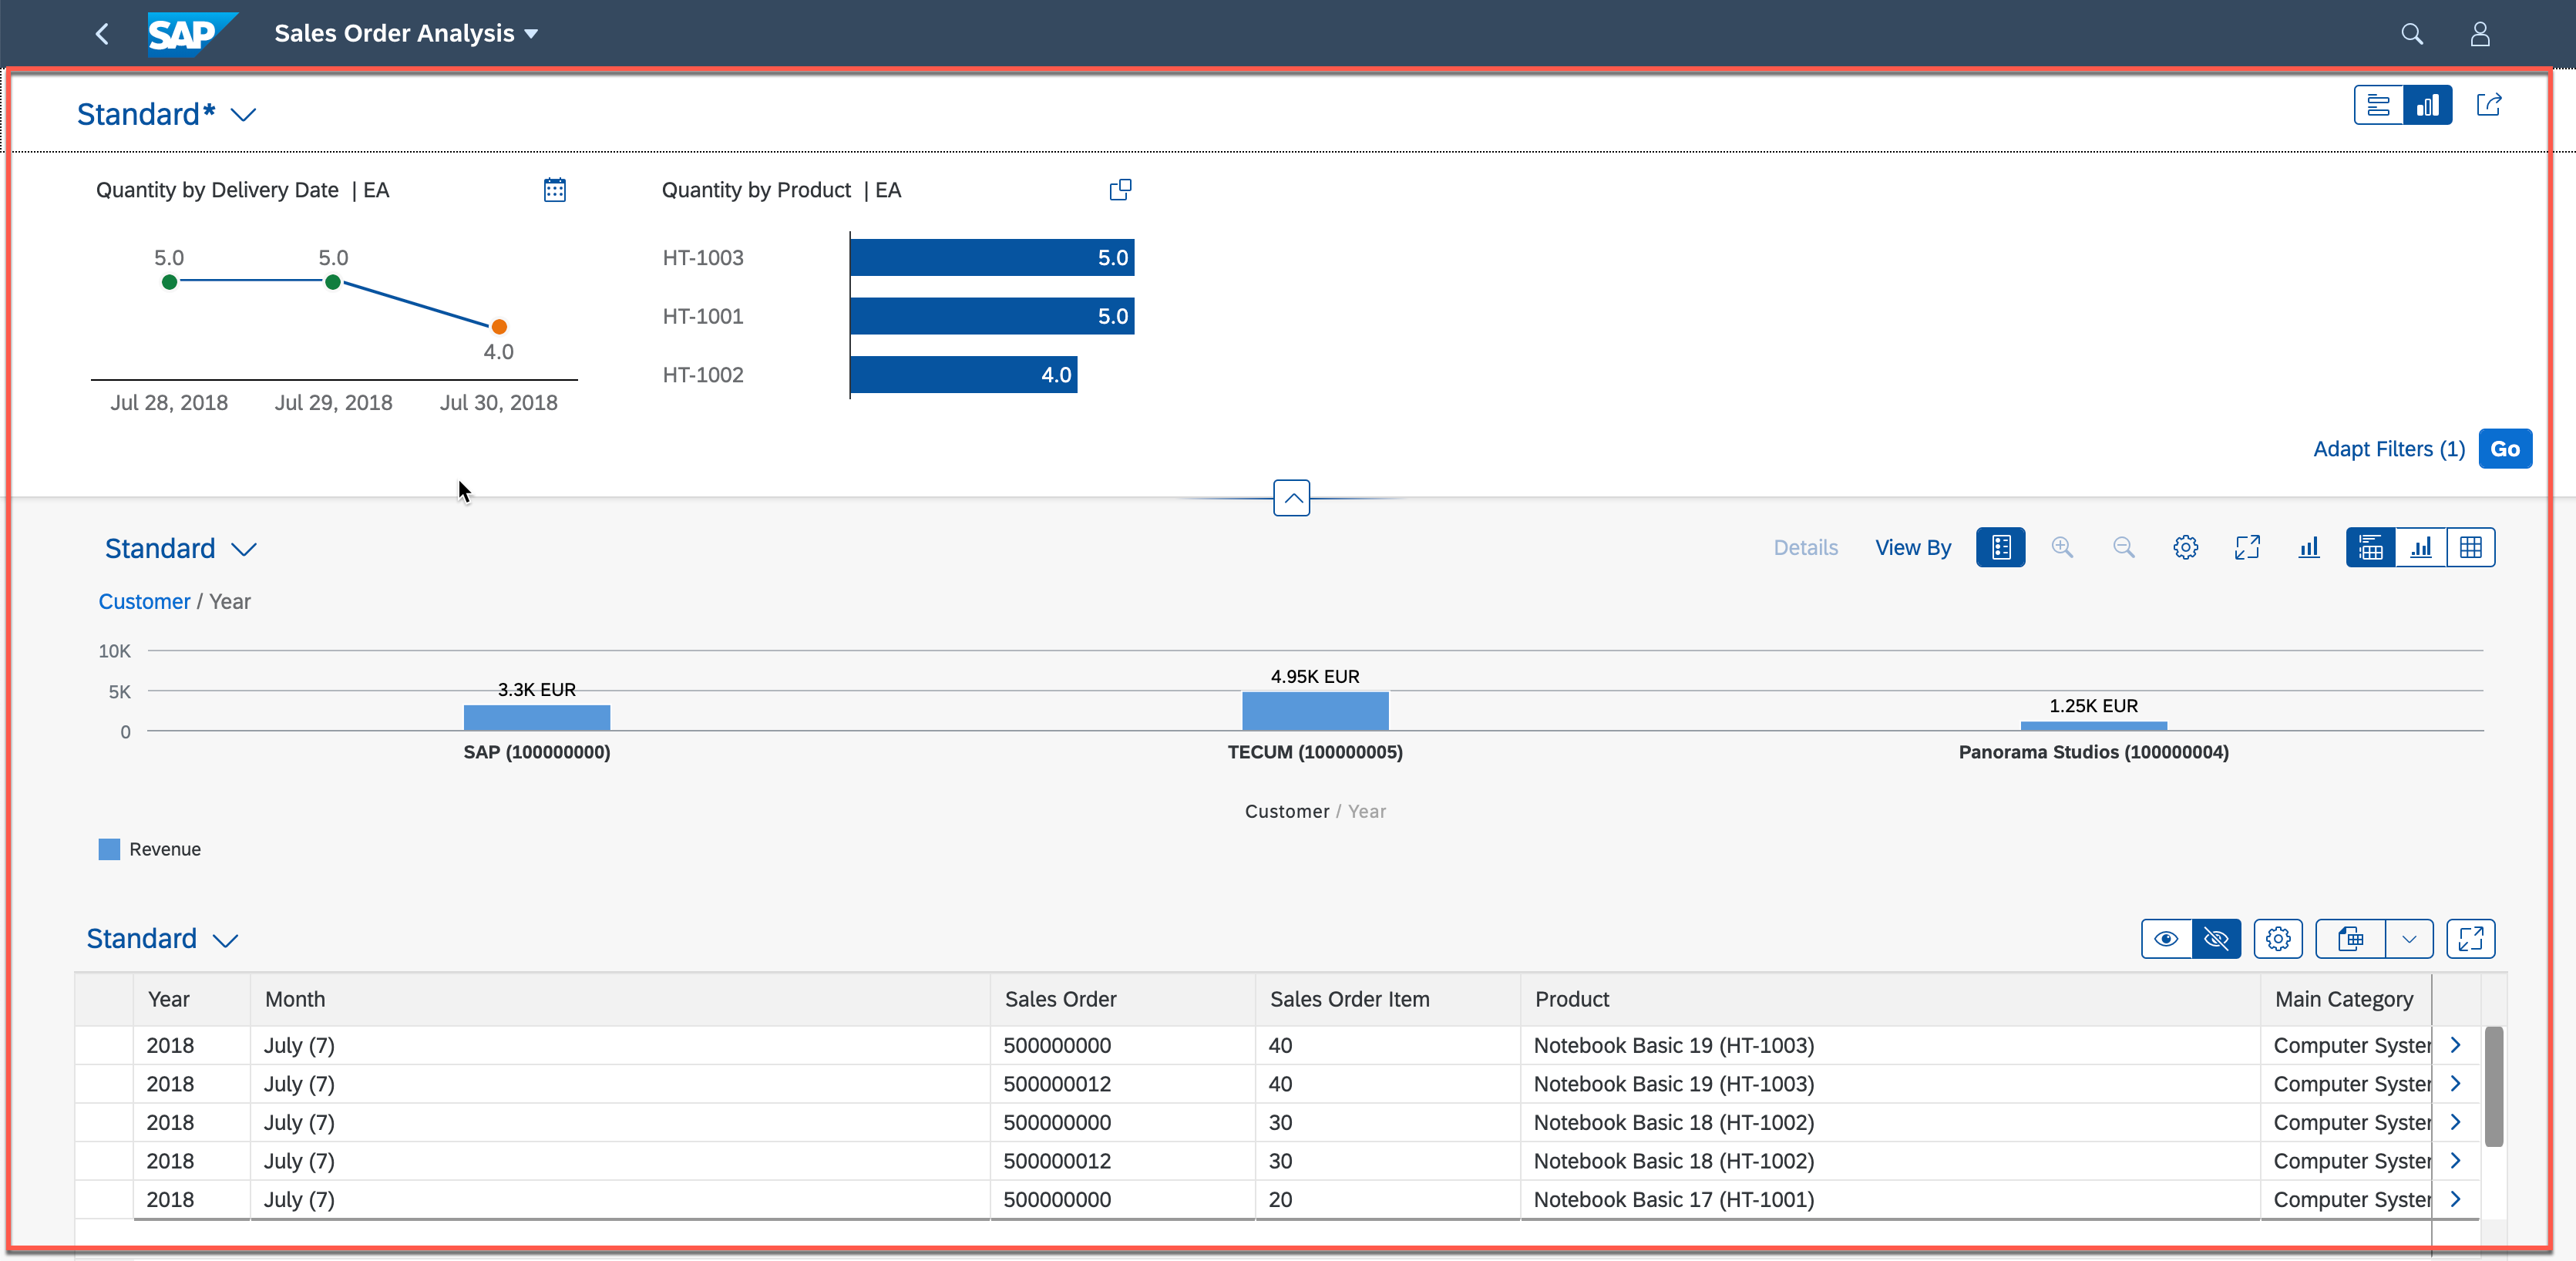 SAP Sales Order Analysis
Standard*
Quantity by Delivery Date | EA
5.0 5.0
4.0
Jul 28, 2018 Jul 29, 2018 Jul 30, 2018
Quantity by Product | EA
HT-1003 5.0
HT-1001 5.0
HT-1002 4.0
Adapt Filters (1) Go
Standard
Details View By
Customer / Year
10K
5K
0
3.3K EUR
4.95K EUR
1.25K EUR
SAP (100000000) TECUM (100000005) Panorama Studios (100000004)
Customer / Year
Revenue
Standard
Year Month Sales Order Sales Order Item Product Main Category
2018 July (7) 500000000 40 Notebook Basic 19 (HT-1003) Computer Syster
2018 July (7) 500000012 40 Notebook Basic 19 (HT-1003) Computer Syster
2018 July (7) 500000000 30 Notebook Basic 18 (HT-1002) Computer Syster
2018 July (7) 500000012 30 Notebook Basic 18 (HT-1002) Computer Syster
2018 July (7) 500000000 20 Notebook Basic 17 (HT-1001) Computer Syster